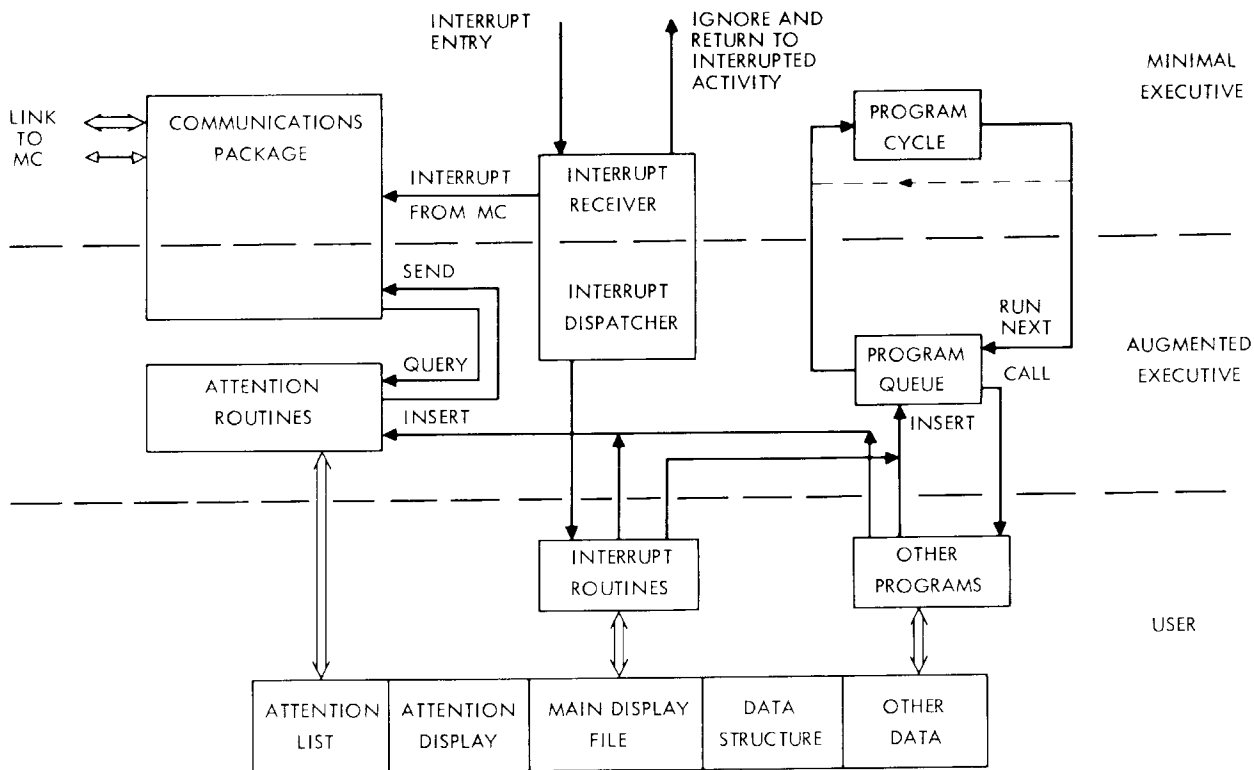 INTERRUPT
ENTRY
IGNORE AND
RETURN TO
INTERRUPTED
ACTIVITY
MINIMAL
EXECUTIVE
LINK
TO
MC
COMMUNICATIONS
PACKAGE
PROGRAM
CYCLE
INTERRUPT
FROM MC
INTERRUPT
RECEIVER
SEND
INTERRUPT
DISPATCHER
RUN
NEXT
QUERY
PROGRAM
QUEUE
CALL
AUGMENTED
EXECUTIVE
ATTENTION
ROUTINES
INSERT
INSERT
INTERRUPT
ROUTINES
OTHER
PROGRAMS
USER
ATTENTION
LIST
ATTENTION
DISPLAY
MAIN DISPLAY
FILE
DATA
STRUCTURE
OTHER
DATA